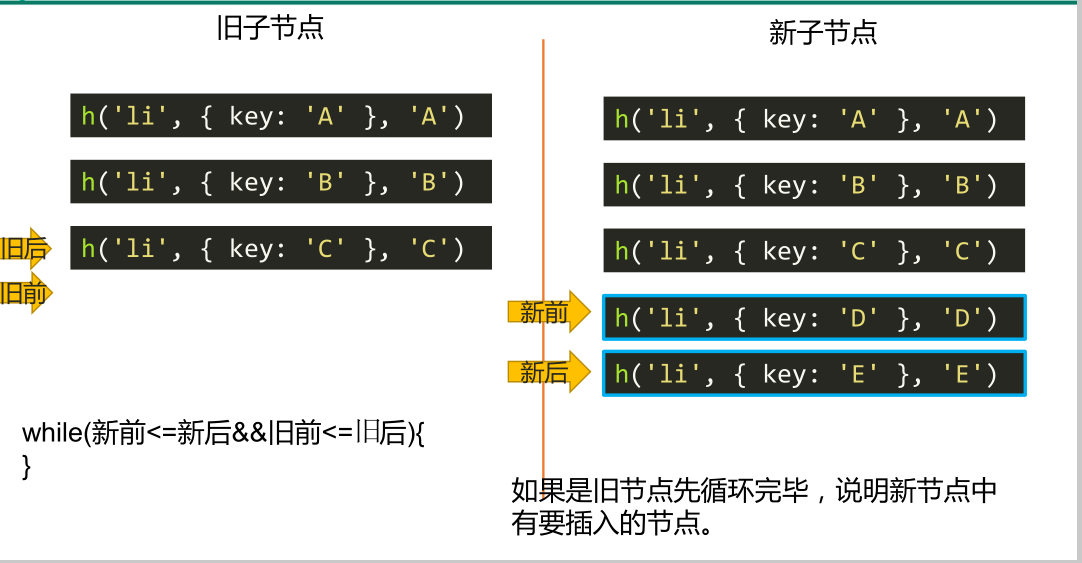 旧子节点
新子节点
h('li', { key: 'A' }, 'A')
h('li', { key: 'B' }, 'B')
旧后
h('li', { key: 'C' }, 'C')
旧前
h('li', { key: 'A' }, 'A')
h('li', { key: 'B' }, 'B')
h('li', { key: 'C' }, 'C')
新前
h('li', { key: 'D' }, 'D')
新后
h('li', { key: 'E' }, 'E')
while(新前<=新后&&旧前<=旧后){
}
如果是旧节点先循环完毕，说明新节点中
有要插入的节点。